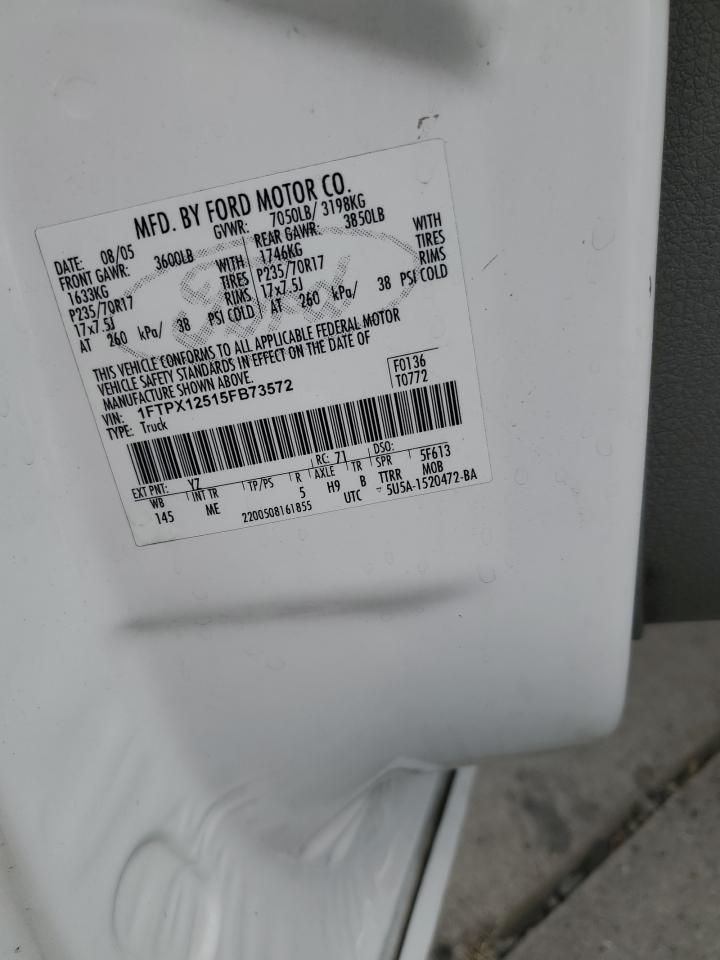 MFD. BY FORD MOTOR CO.
DATE: 08/05 GVWR: 7050LB/ 3198KG
FRONT GAWR: 3600LB REAR GAWR: 3850LB
1633KG WITH 1746KG WITH
P235/70R17 TIRES P235/70R17 TIRES
17x7.5J RIMS 17x7.5J RIMS
AT 260 kPa/ 38 PSI COLD AT 260 kPa/ 38 PSI COLD
THIS VEHICLE CONFORMS TO ALL APPLICABLE FEDERAL MOTOR
VEHICLE SAFETY STANDARDS IN EFFECT ON THE DATE OF
MANUFACTURE SHOWN ABOVE.
VIN: 1FTPX12515FB73572 F0136
TYPE: Truck T0772
EXT PNT: YZ RC: 71 DSO:
WB INT TR TP/PS R AXLE TR SPR 5F613
145 ME 5 H9 B TTRR MOB
2200508161855 UTC 5U5A-1520472-BA
Ford